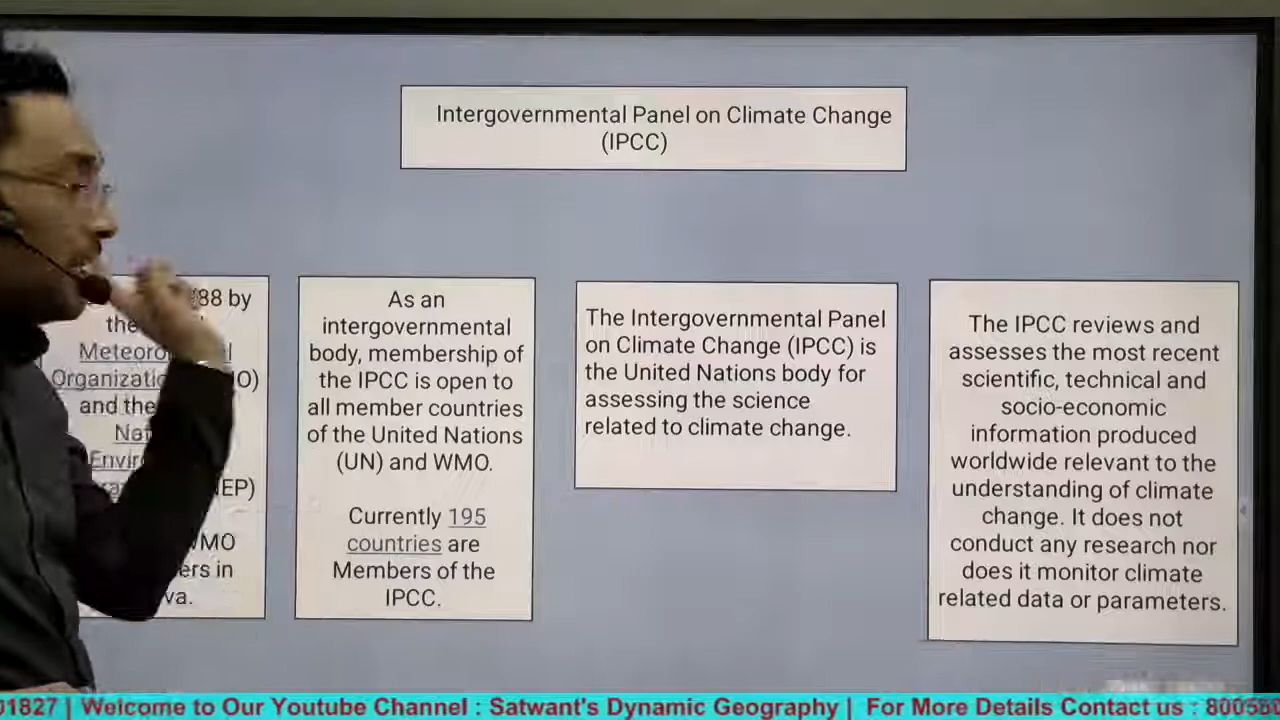 Intergovernmental Panel on Climate Change
(IPCC)
88 by
the
Meteoro l
Organizatio O)
and the
Nat
Envir
EP)
MO
ers in
va.
As an
intergovernmental
body, membership of
the IPCC is open to
all member countries
of the United Nations
(UN) and WMO.
Currently 195
countries are
Members of the
IPCC.
The Intergovernmental Panel
on Climate Change (IPCC) is
the United Nations body for
assessing the science
related to climate change.
The IPCC reviews and
assesses the most recent
scientific, technical and
socio-economic
information produced
worldwide relevant to the
understanding of climate
change. It does not
conduct any research nor
does it monitor climate
related data or parameters.
01827 | Welcome to Our Youtube Channel : Satwant's Dynamic Geography | For More Details Contact us : 800580